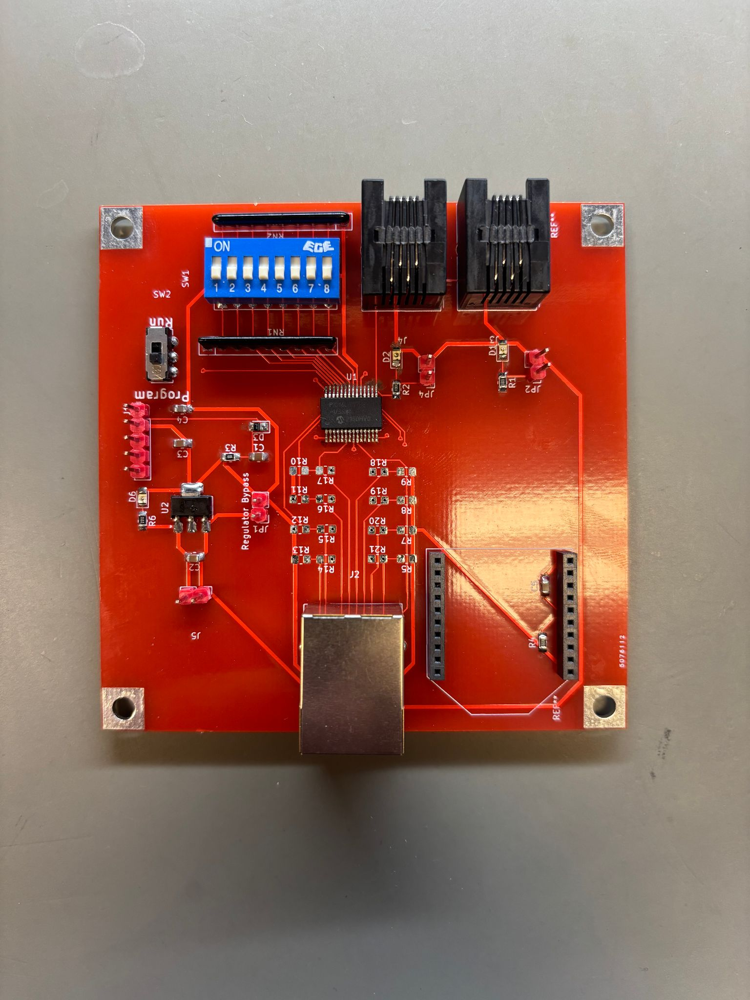 RN2
ON
ECE
1 2 3 4 5 6 7 8
REF**
SW1
SW2
Run
RN1
J4
J3
D2
D1
R2
R1
JP4
JP2
U1
Program
J1
C4
2160HV0
D3
C3
R3
C1
103
R10
R17
R18
R9
D6
U2
R11
R16
R19
R8
R6
Regulator Bypass
JP1
R12
R15
R20
R7
R13
R14
R21
R5
C2
J2
C5
J5
R4
5076112
REF**